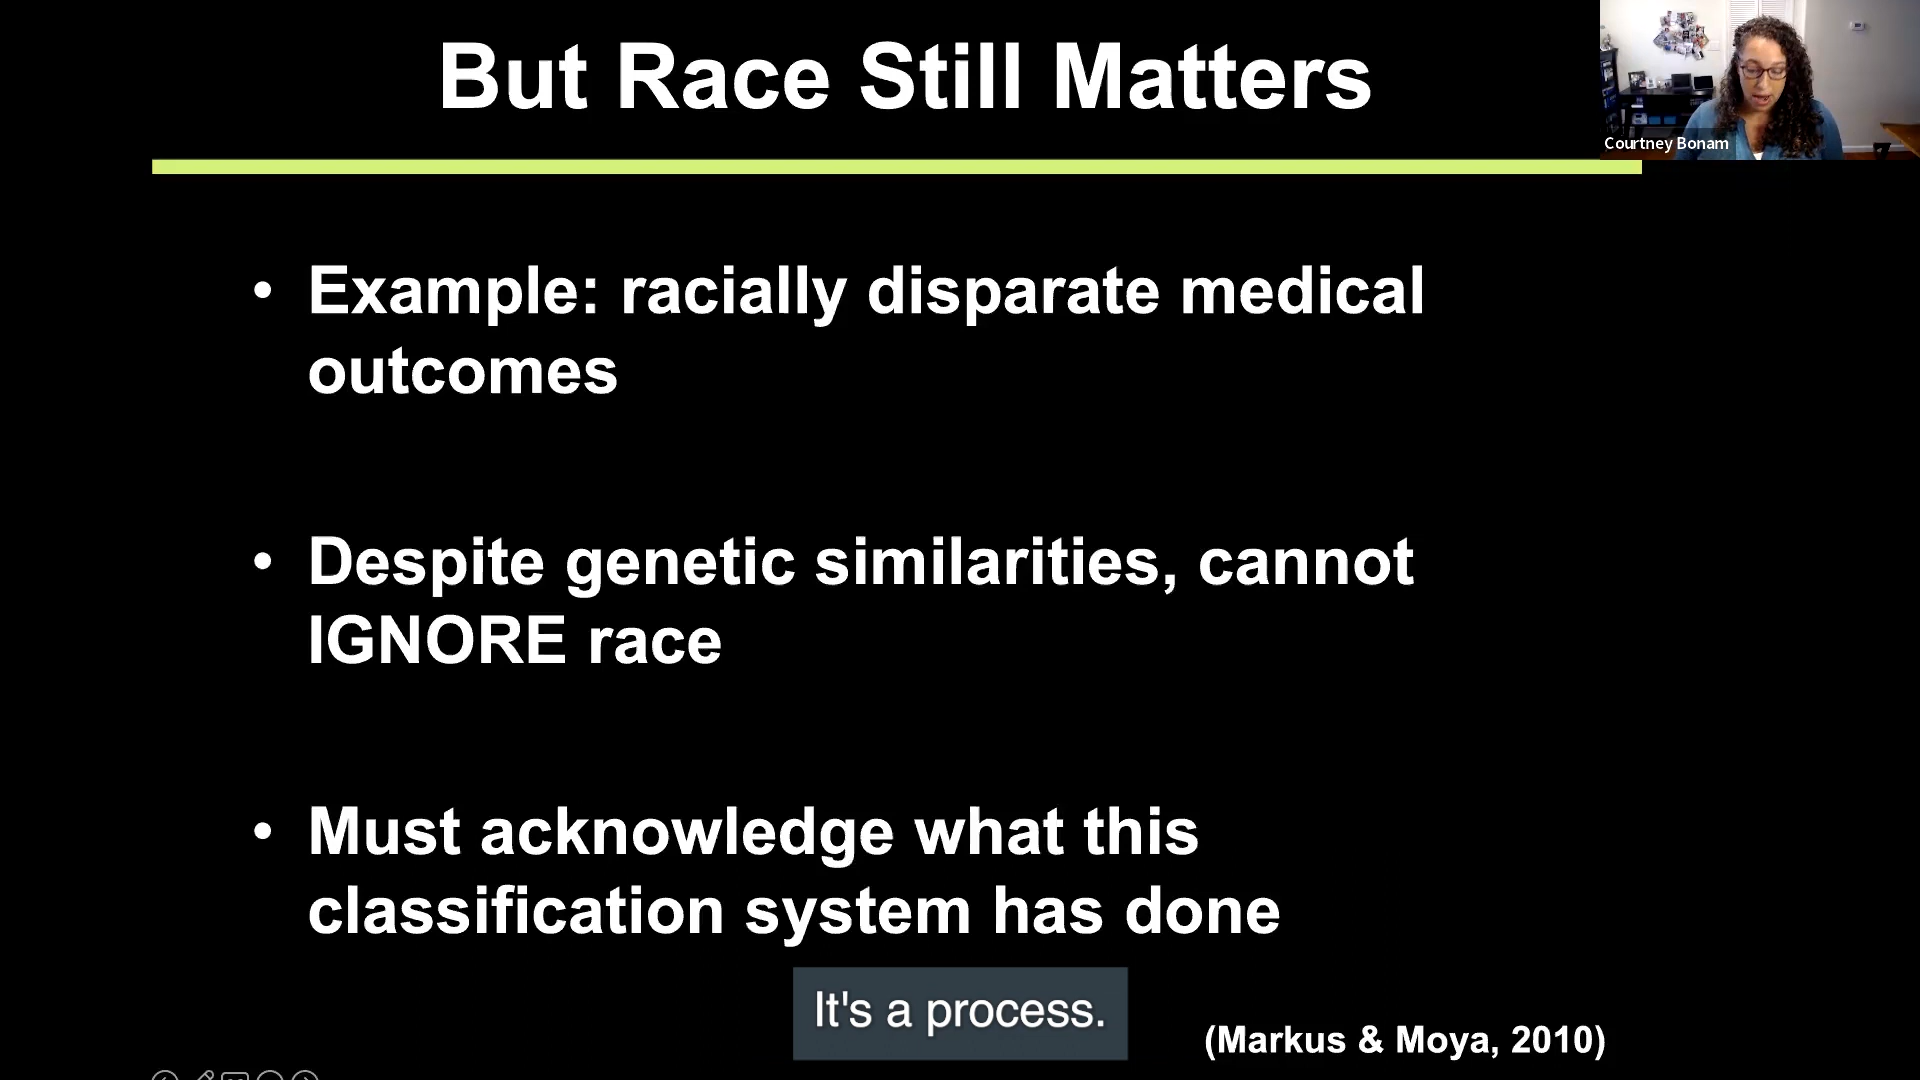 But Race Still Matters
Courtney Bonam
• Example: racially disparate medical
outcomes
• Despite genetic similarities, cannot
IGNORE race
• Must acknowledge what this
classification system has done
It's a process.
(Markus & Moya, 2010)